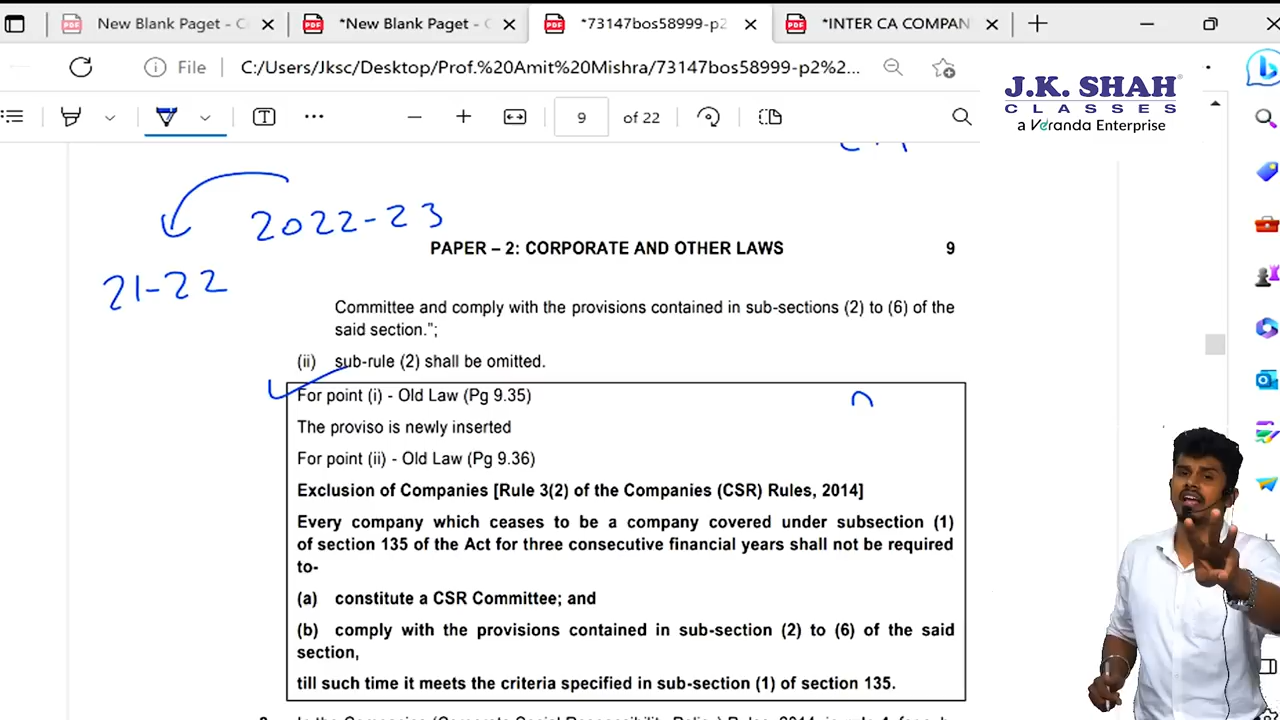 New Blank Paget - C
*New Blank Paget - C
*73147bos58999-p2
*INTER CA COMPAN
File
C:/Users/Jksc/Desktop/Prof.%20Amit%20Mishra/73147bos58999-p2%2...
J.K. SHAH
CLASSES
a Veranda Enterprise
9 of 22
2022-23
21-22
PAPER – 2: CORPORATE AND OTHER LAWS 9
Committee and comply with the provisions contained in sub-sections (2) to (6) of the
said section.";
(ii) sub-rule (2) shall be omitted.
For point (i) - Old Law (Pg 9.35)
The proviso is newly inserted
For point (ii) - Old Law (Pg 9.36)
Exclusion of Companies [Rule 3(2) of the Companies (CSR) Rules, 2014]
Every company which ceases to be a company covered under subsection (1)
of section 135 of the Act for three consecutive financial years shall not be required
to-
(a) constitute a CSR Committee; and
(b) comply with the provisions contained in sub-section (2) to (6) of the said
section,
till such time it meets the criteria specified in sub-section (1) of section 135.